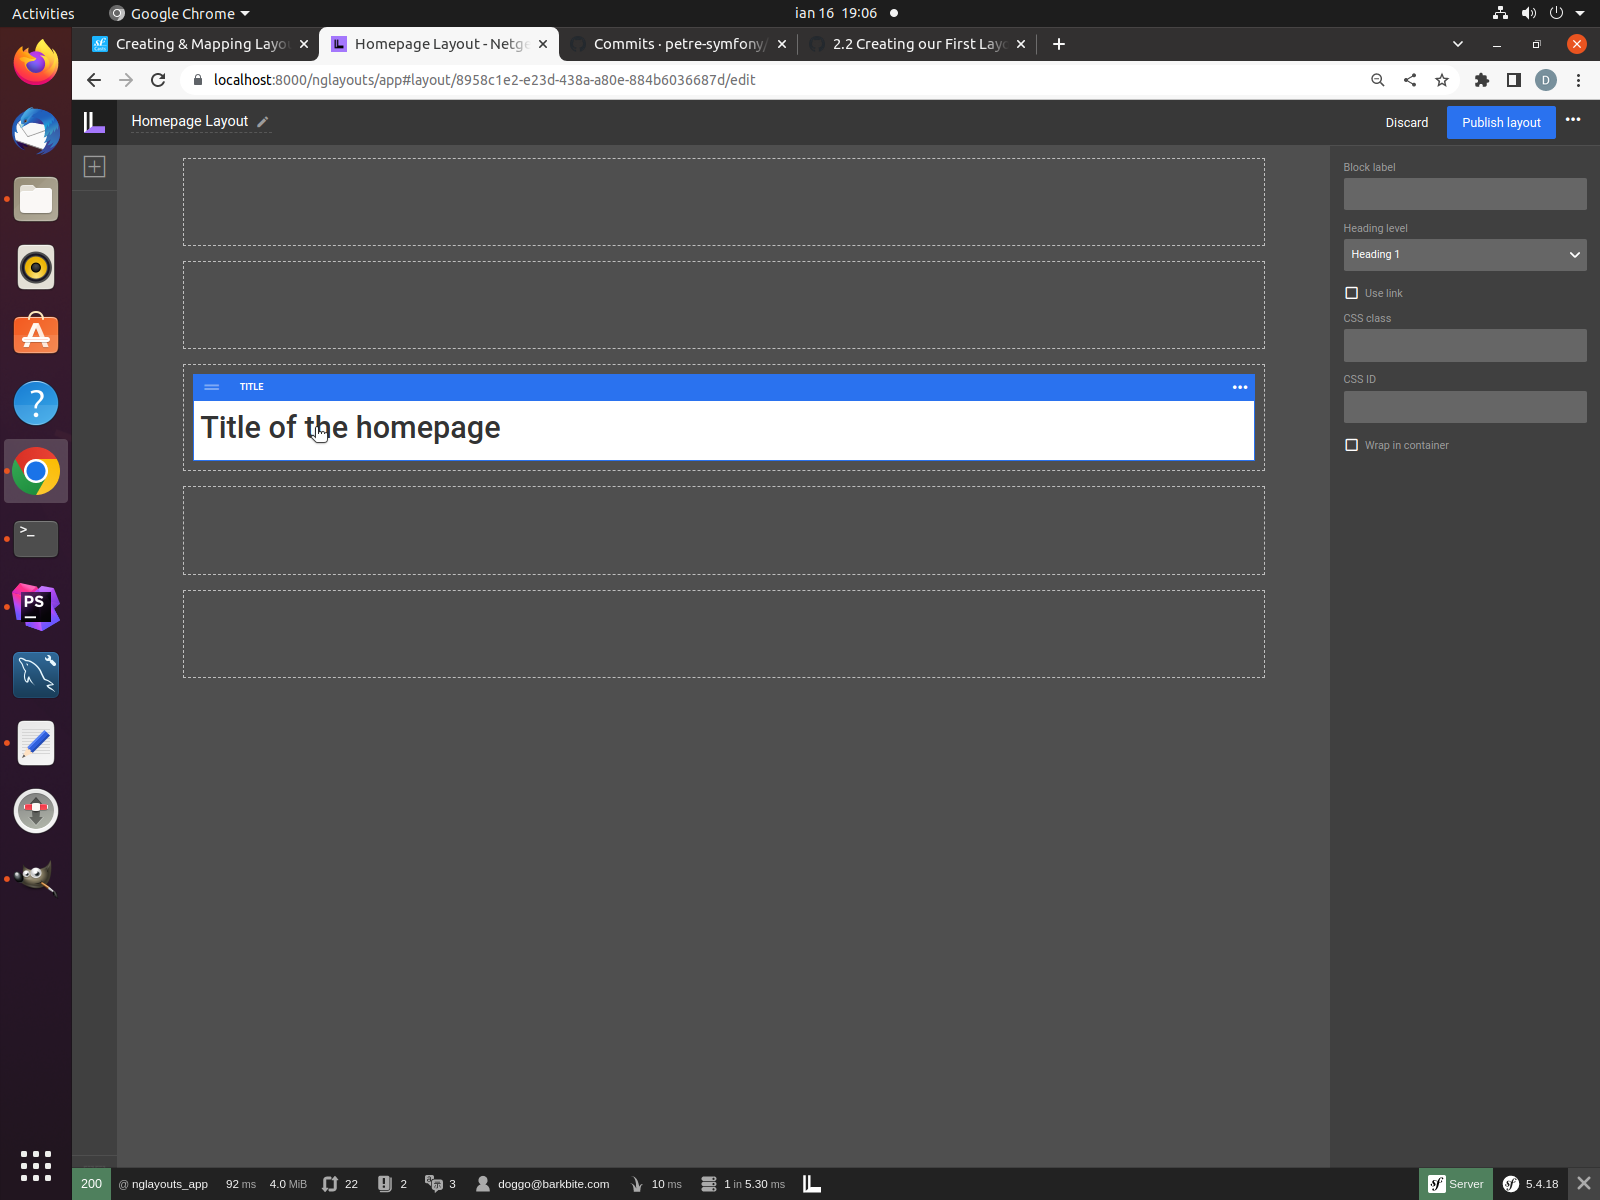 Activities
Google Chrome
ian 16 19:06
Creating & Mapping Layo
Homepage Layout - Netge
Commits · petre-symfony/
2.2 Creating our First Layo
localhost:8000/nglayouts/app#layout/8958c1e2-e23d-438a-a80e-884b6036687d/edit
D
Homepage Layout
Discard
Publish layout
Block label
Heading level
Heading 1
Use link
CSS class
CSS ID
Wrap in container
TITLE
Title of the homepage
>_
PS
200 @ nglayouts_app 92 ms 4.0 MiB 22 2 3 doggo@barkbite.com 10 ms 1 in 5.30 ms Server 5.4.18